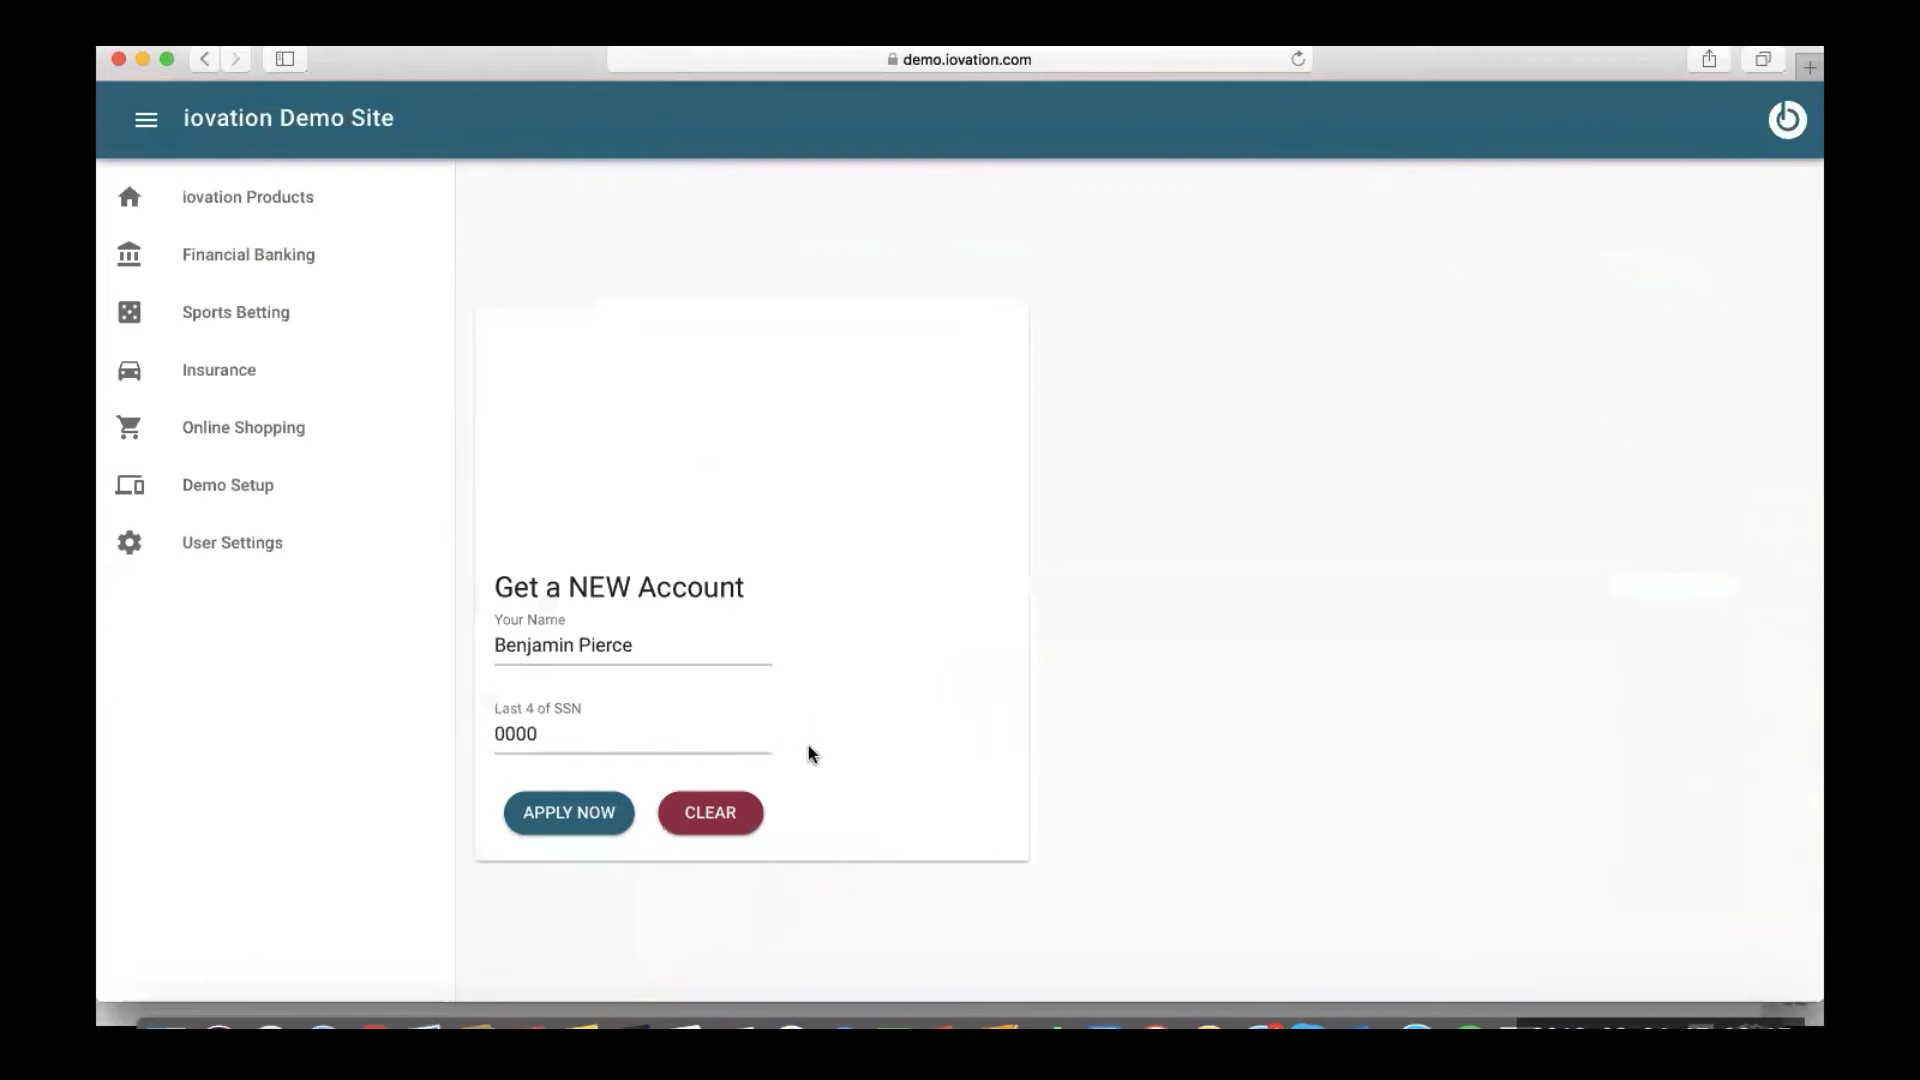 demo.iovation.com
iovation Demo Site
iovation Products
Financial Banking
Sports Betting
Insurance
Online Shopping
Demo Setup
User Settings
Get a NEW Account
Your Name
Benjamin Pierce
Last 4 of SSN
0000
APPLY NOW
CLEAR